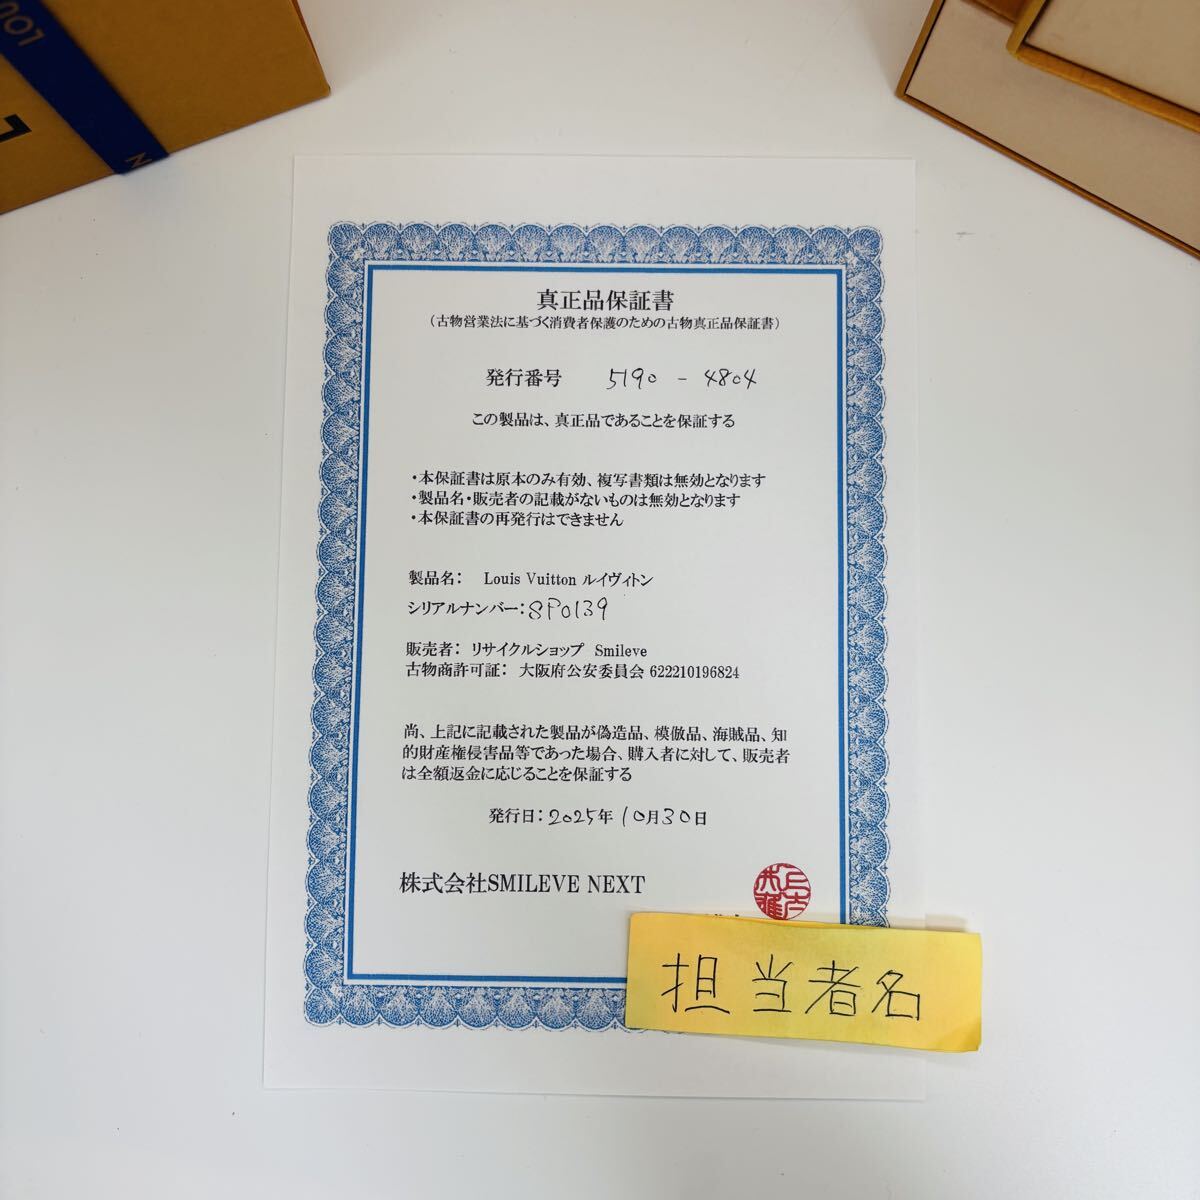 LOU
N
L
真正品保証書
（古物営業法に基づく消費者保護のための古物真正品保証書）
発行番号 5190 - 4804
この製品は、真正品であることを保証する
・本保証書は原本のみ有効、複写書類は無効となります
・製品名・販売者の記載がないものは無効となります
・本保証書の再発行はできません
製品名： Louis Vuitton ルイヴィトン
シリアルナンバー：8P0139
販売者： リサイクルショップ Smileve
古物商許可証： 大阪府公安委員会 622210196824
尚、上記に記載された製品が偽造品、模倣品、海賊品、知
的財産権侵害品等であった場合、購入者に対して、販売者
は全額返金に応じることを保証する
発行日：2025年 10月30日
株式会社SMILEVE NEXT
担当者名